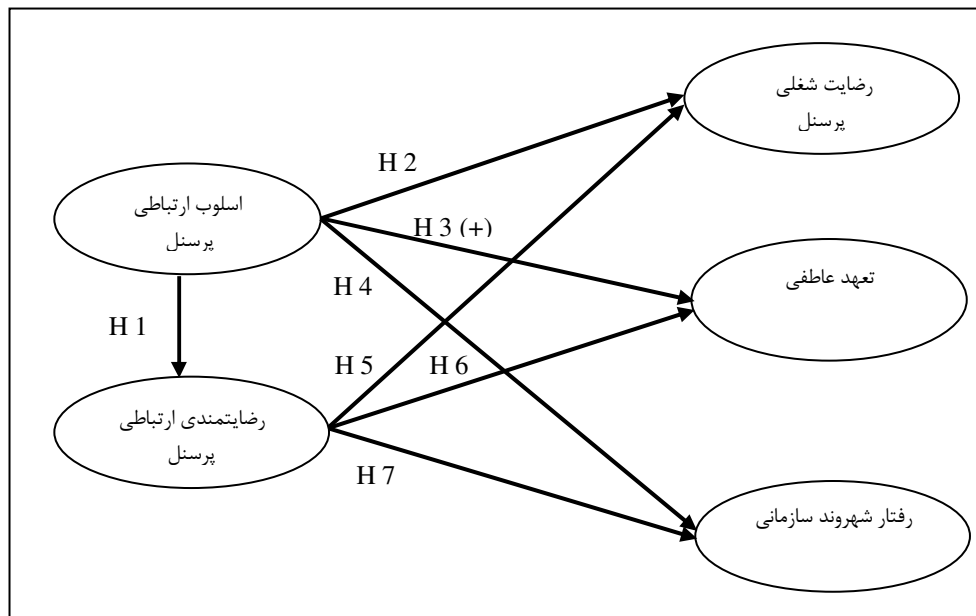 رضایت شغلی
پرسنل
H 2
اسلوب ارتباطی
پرسنل
H 3 (+)
H 4
تعهد عاطفی
H 1
H 5
H 6
رضایتمندی ارتباطی
پرسنل
H 7
رفتار شهروند سازمانی